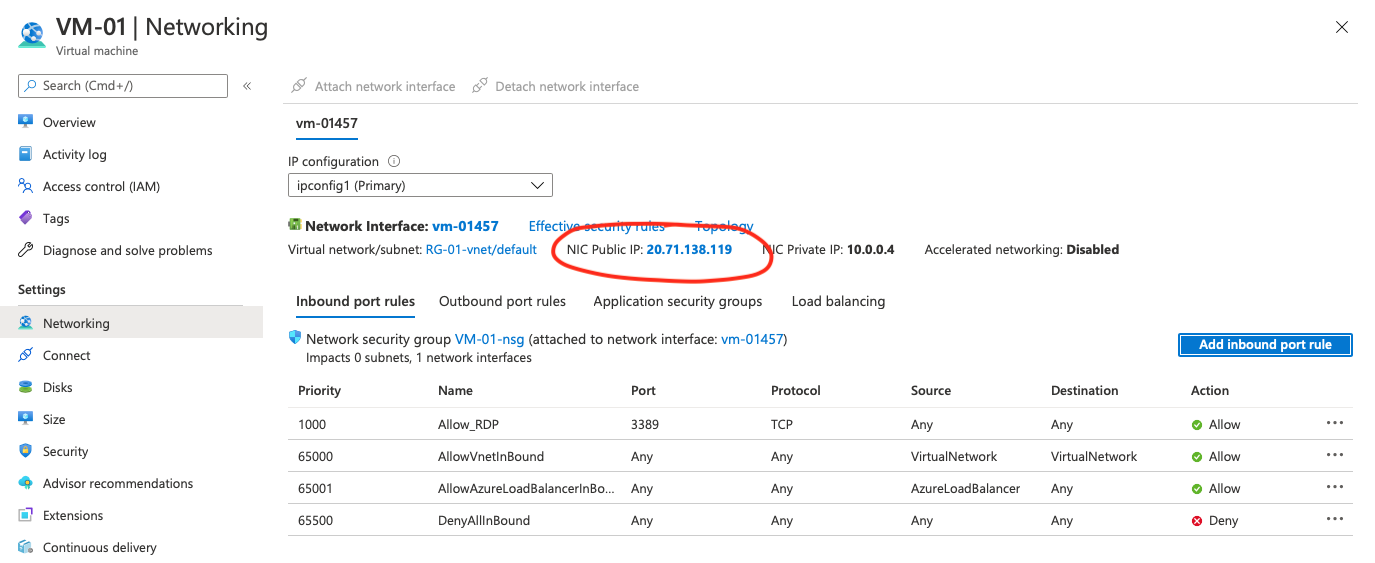 VM-01 | Networking
Virtual machine
Search (Cmd+/)
«
Attach network interface
Detach network interface
Overview
Activity log
Access control (IAM)
Tags
Diagnose and solve problems
Settings
Networking
Connect
Disks
Size
Security
Advisor recommendations
Extensions
Continuous delivery
vm-01457
IP configuration
ipconfig1 (Primary)
Network Interface: vm-01457 Effective security rules Topology
Virtual network/subnet: RG-01-vnet/default NIC Public IP: 20.71.138.119 NIC Private IP: 10.0.0.4 Accelerated networking: Disabled
Inbound port rules Outbound port rules Application security groups Load balancing
Network security group VM-01-nsg (attached to network interface: vm-01457)
Impacts 0 subnets, 1 network interfaces
Add inbound port rule
Priority Name Port Protocol Source Destination Action
1000 Allow_RDP 3389 TCP Any Any Allow
65000 AllowVnetInBound Any Any VirtualNetwork VirtualNetwork Allow
65001 AllowAzureLoadBalancerInBo... Any Any AzureLoadBalancer Any Allow
65500 DenyAllInBound Any Any Any Any Deny